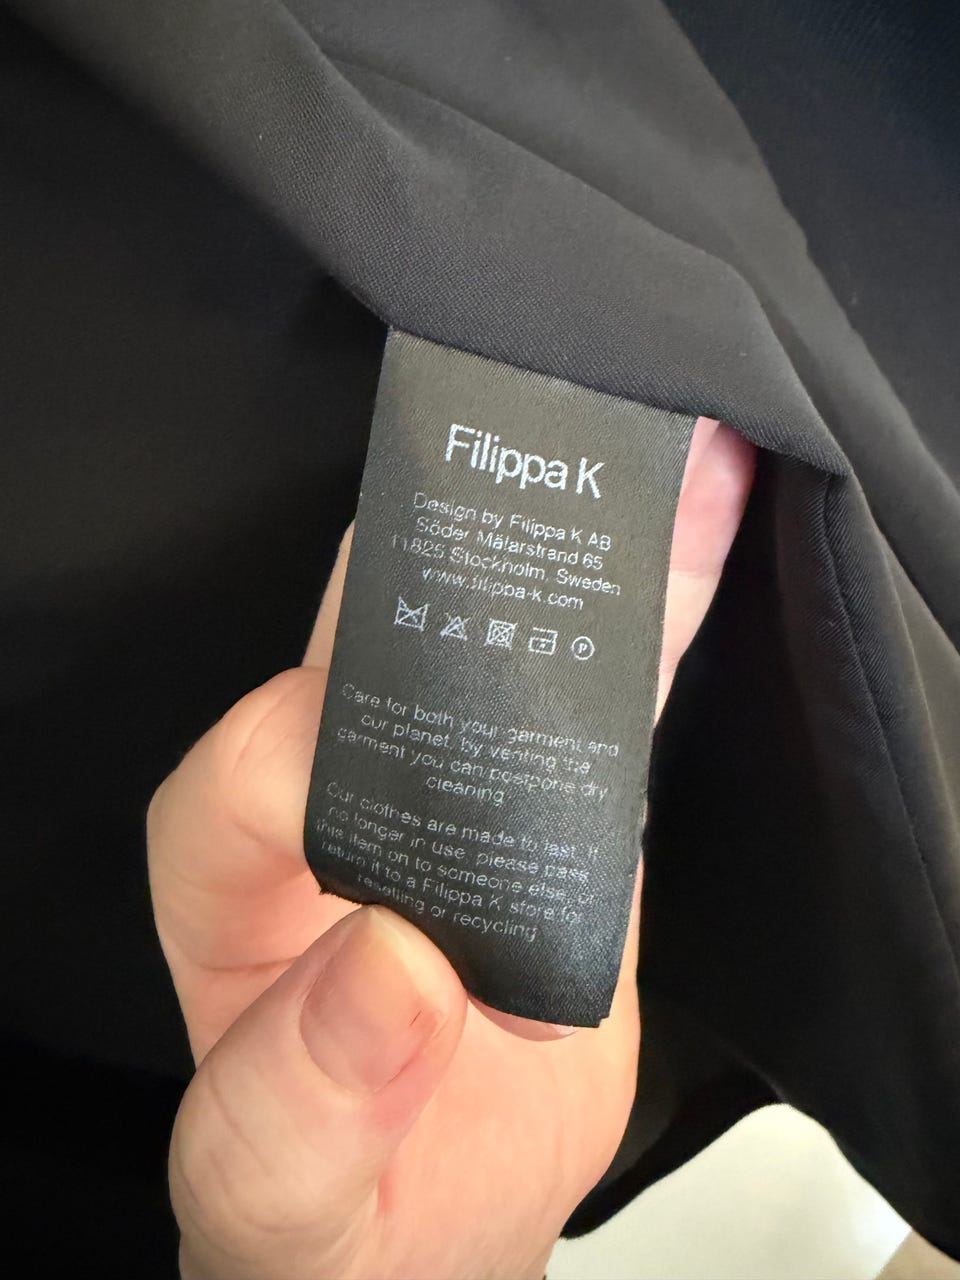 Filippa K
Design by Filippa K AB
Söder Mälarstrand 65
11825 Stockholm, Sweden
www.filippa-k.com
P
Care for both your garment and
our planet, by venting the
garment you can postpone dry
cleaning
Our clothes are made to last. If
no longer in use, please pass
this item on to someone else, or
return it to a Filippa K store for
reselling or recycling